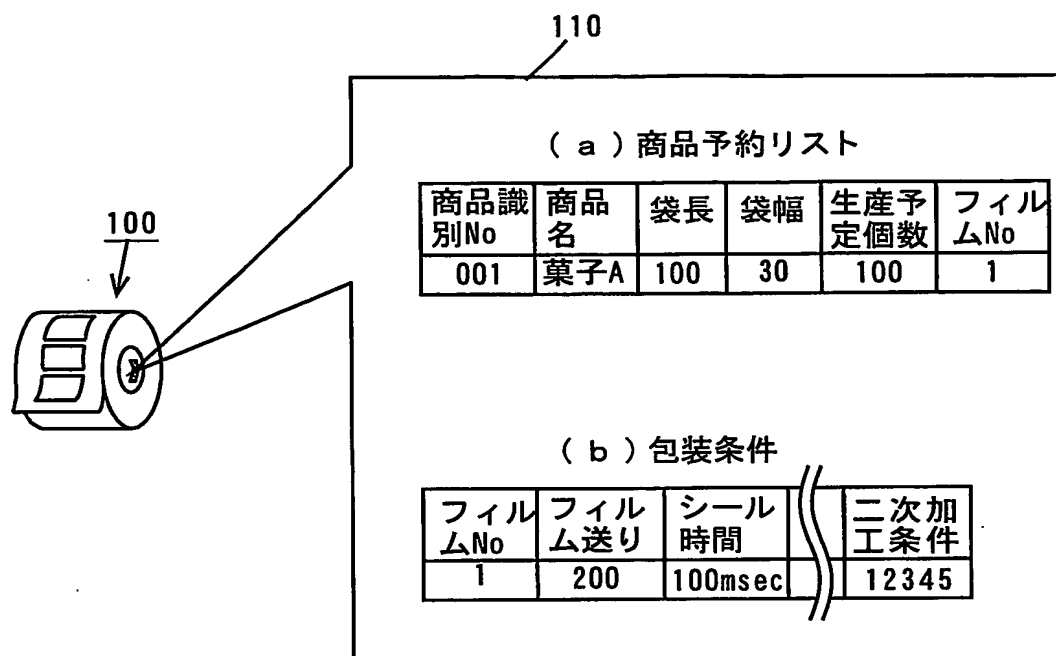 110
(a)商品予約リスト
商品識別No 商品名 袋長 袋幅 生産予定個数 フィルムNo
001 菓子A 100 30 100 1
100
(b)包装条件
フィルムNo フィルム送り シール時間 二次加工条件
1 200 100msec 12345